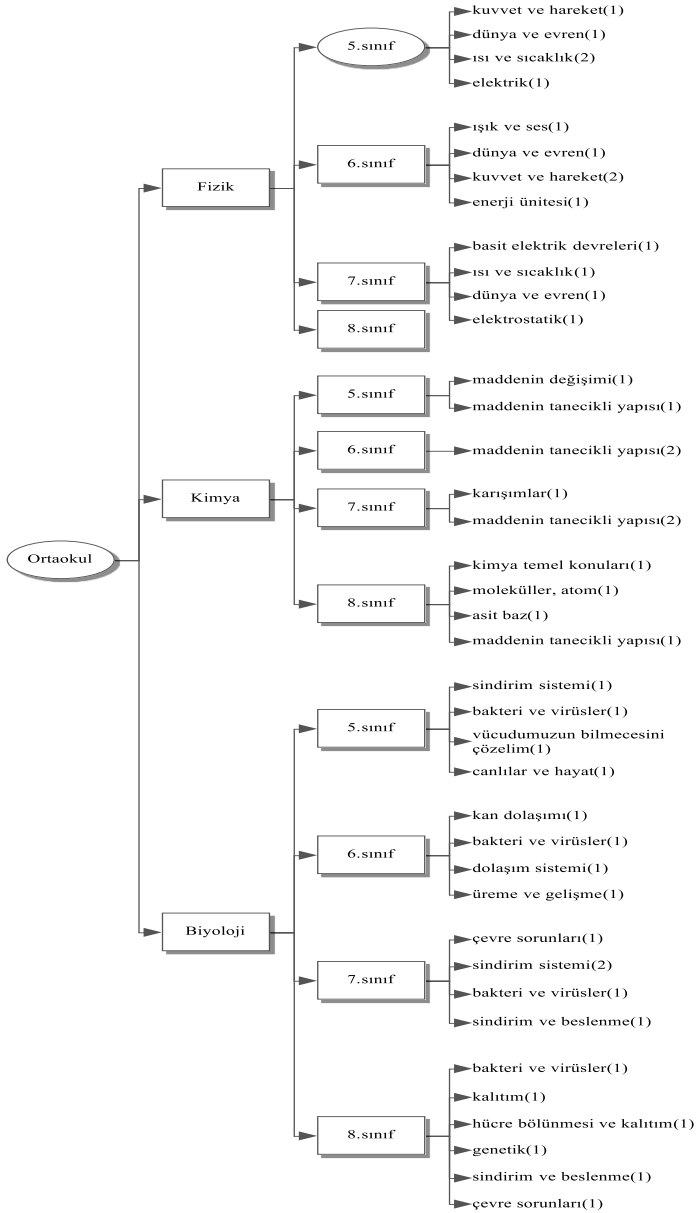 Ortaokul
Fizik
5.sınıf
kuvvet ve hareket(1)
dünya ve evren(1)
ısı ve sıcaklık(2)
elektrik(1)
6.sınıf
ışık ve ses(1)
dünya ve evren(1)
kuvvet ve hareket(2)
enerji ünitesi(1)
7.sınıf
basit elektrik devreleri(1)
ısı ve sıcaklık(1)
dünya ve evren(1)
elektrostatik(1)
8.sınıf
Kimya
5.sınıf
maddenin değişimi(1)
maddenin tanecikli yapısı(1)
6.sınıf
maddenin tanecikli yapısı(2)
7.sınıf
karışımlar(1)
maddenin tanecikli yapısı(2)
8.sınıf
kimya temel konuları(1)
moleküller, atom(1)
asit baz(1)
maddenin tanecikli yapısı(1)
Biyoloji
5.sınıf
sindirim sistemi(1)
bakteri ve virüsler(1)
vücudumuzun bilmecesini
çözelim(1)
canlılar ve hayat(1)
6.sınıf
kan dolaşımı(1)
bakteri ve virüsler(1)
dolaşım sistemi(1)
üreme ve gelişme(1)
7.sınıf
çevre sorunları(1)
sindirim sistemi(2)
bakteri ve virüsler(1)
sindirim ve beslenme(1)
8.sınıf
bakteri ve virüsler(1)
kalıtım(1)
hücre bölünmesi ve kalıtım(1)
genetik(1)
sindirim ve beslenme(1)
çevre sorunları(1)